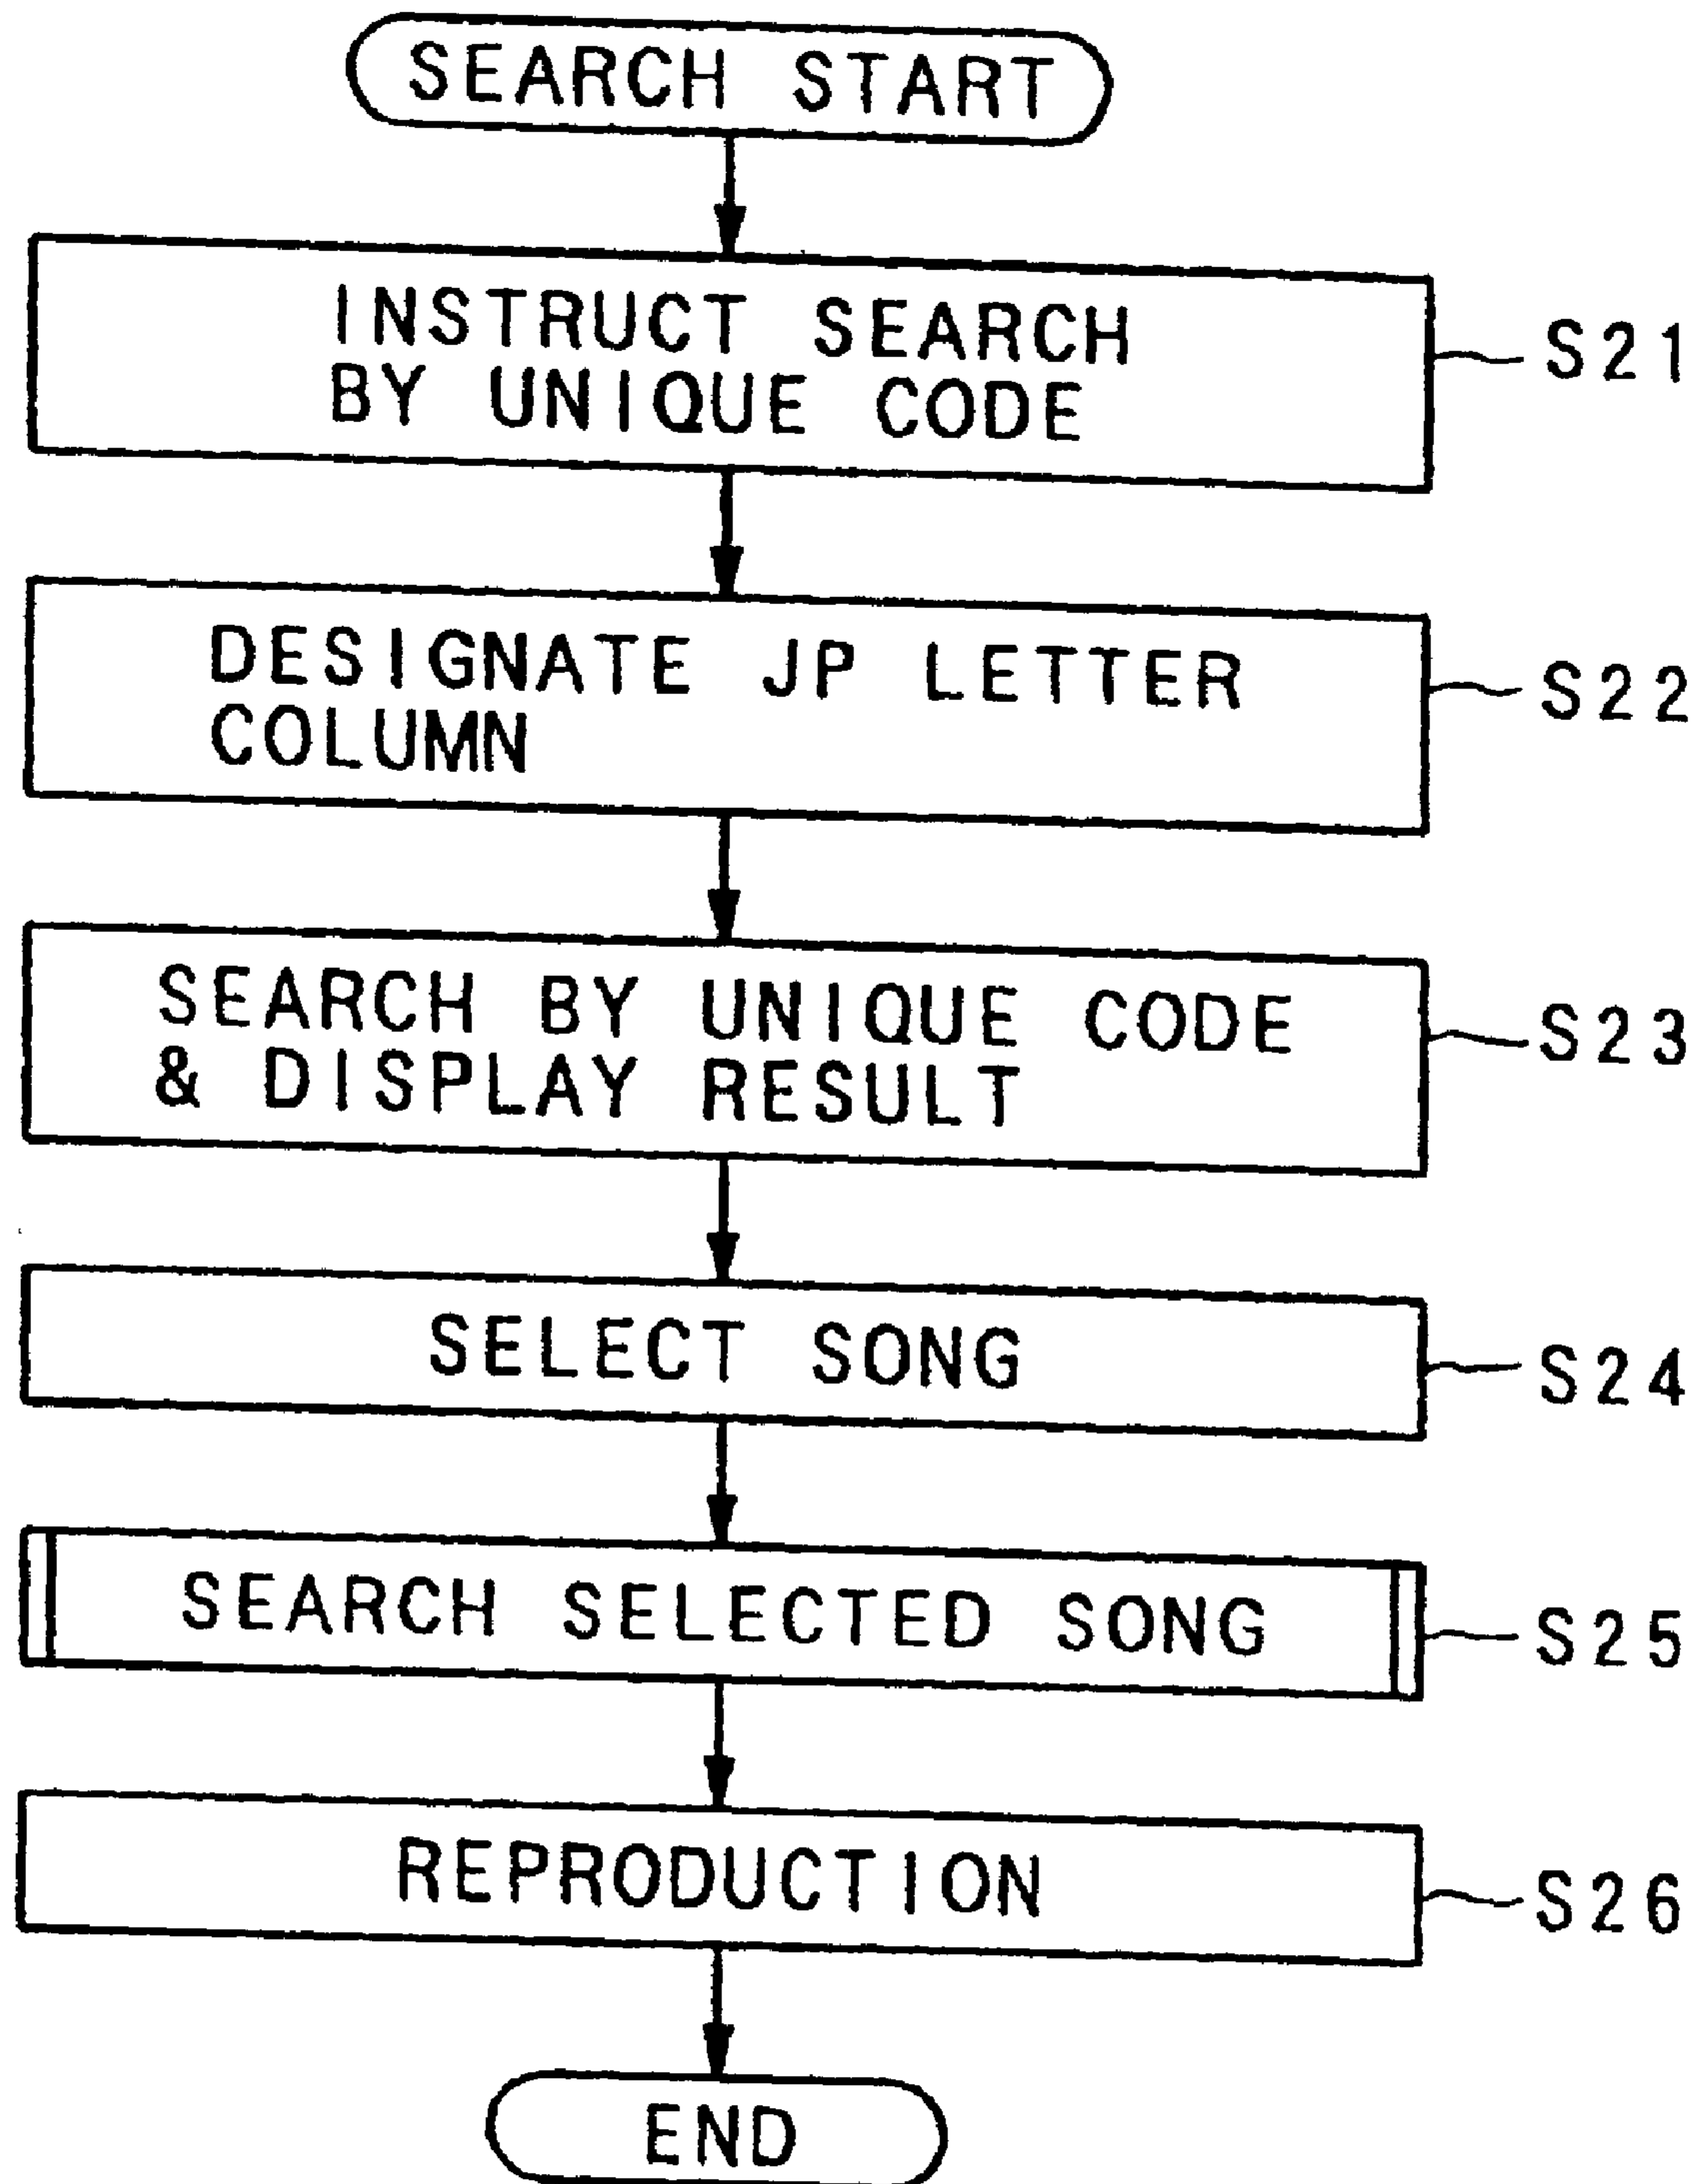 SEARCH START
INSTRUCT SEARCH
BY UNIQUE CODE
S21
DESIGNATE JP LETTER
COLUMN
S22
SEARCH BY UNIQUE CODE
& DISPLAY RESULT
S23
SELECT SONG
S24
SEARCH SELECTED SONG
S25
REPRODUCTION
S26
END